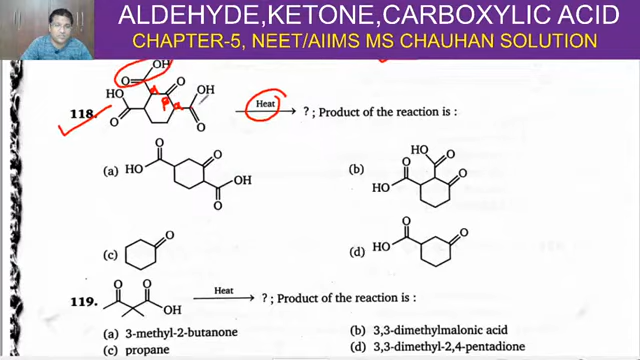 ALDEHYDE,KETONE,CARBOXYLIC ACID
CHAPTER-5, NEET/AIIMS MS CHAUHAN SOLUTION
OH
O
O
HO
OH
O
O
118.
Heat
? ; Product of the reaction is :
(a)
HO
O
O
OH
O
(b)
HO
O
O
HO
O
(c)
O
(d)
HO
O
O
119.
O
O
OH
Heat
? ; Product of the reaction is :
(a) 3-methyl-2-butanone
(b) 3,3-dimethylmalonic acid
(c) propane
(d) 3,3-dimethyl-2,4-pentadione